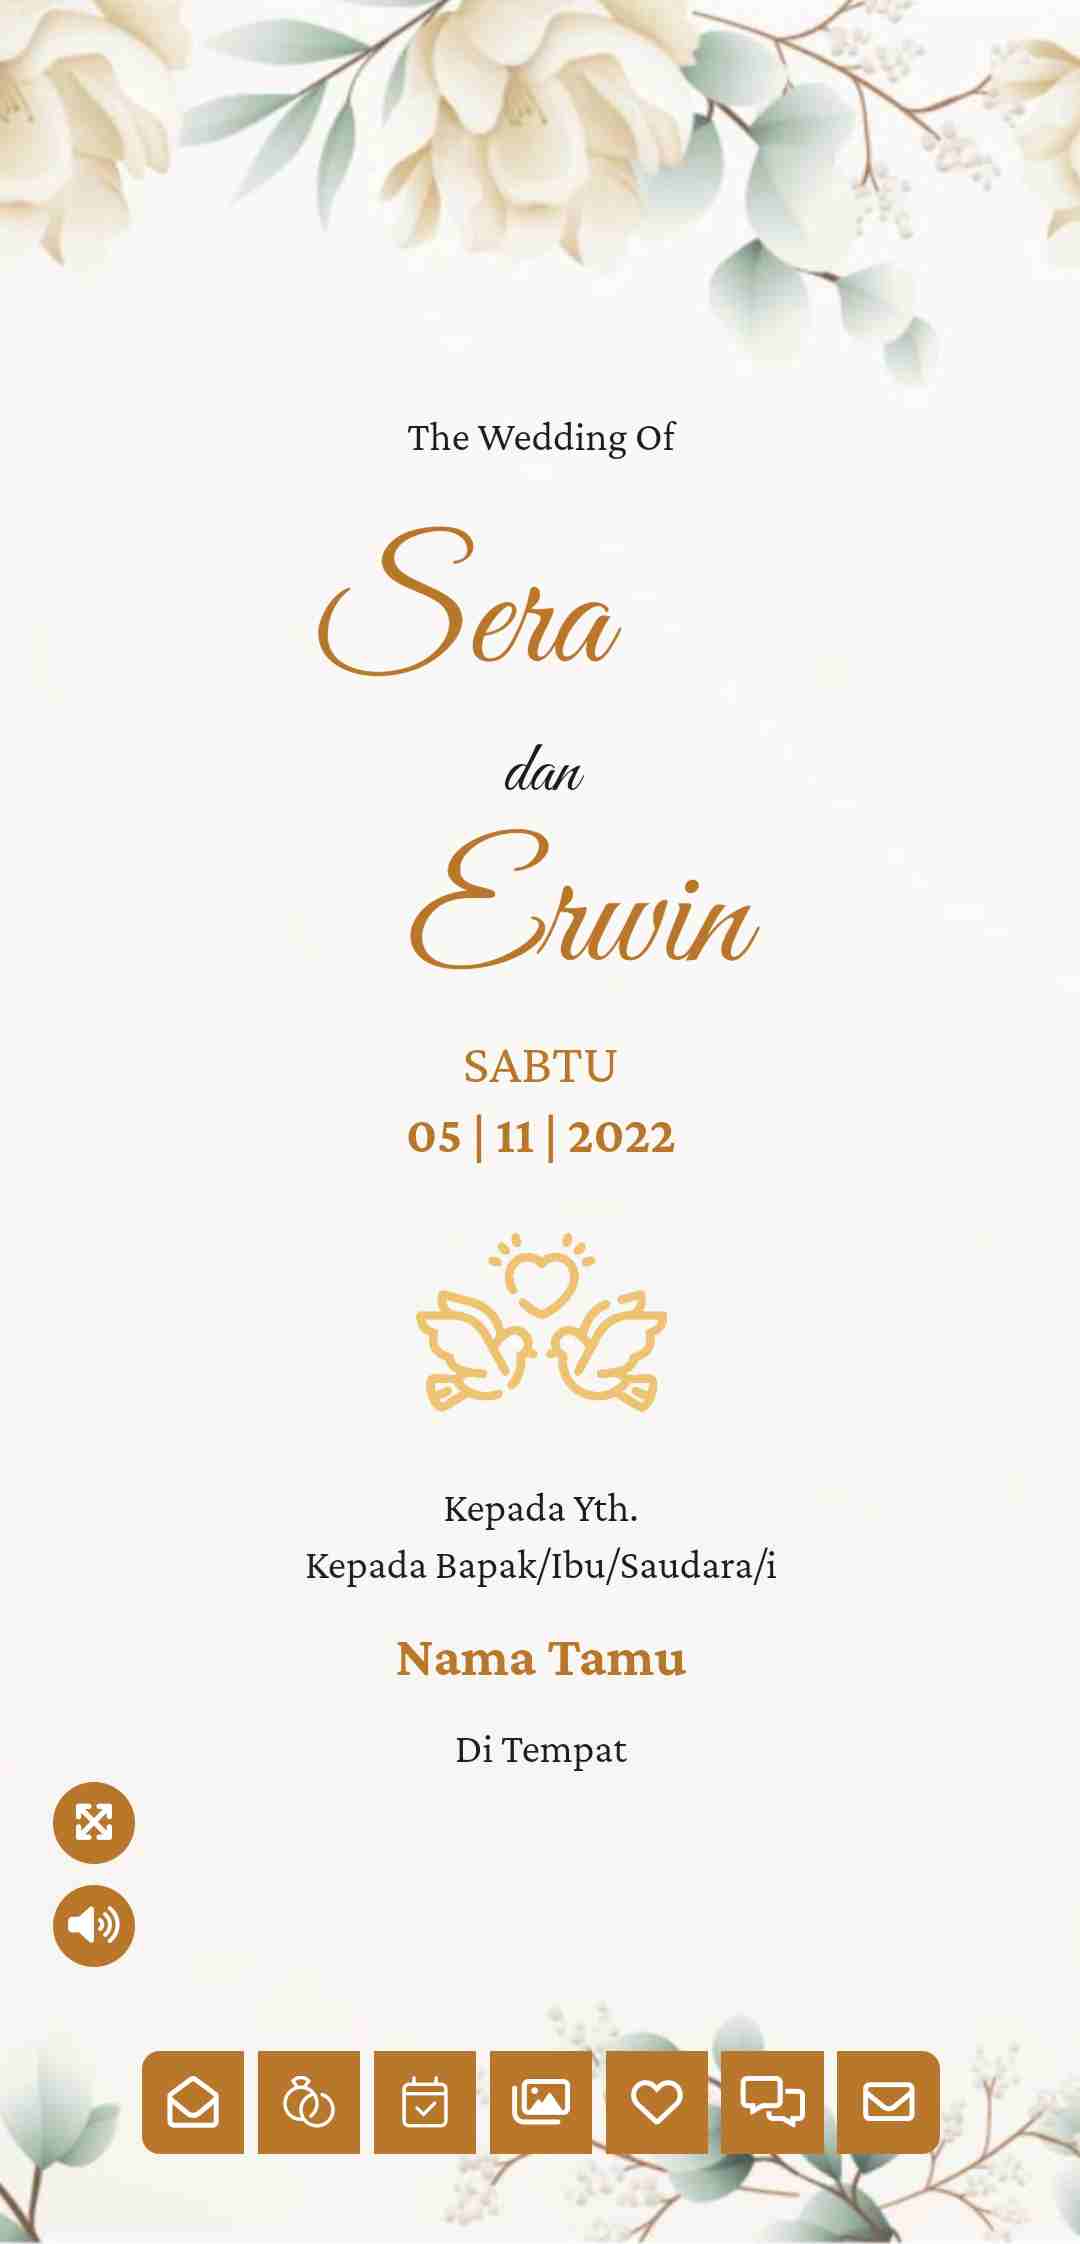 The Wedding Of
Sera
dan
Erwin
SABTU
05 | 11 | 2022
Kepada Yth.
Kepada Bapak/Ibu/Saudara/i
Nama Tamu
Di Tempat